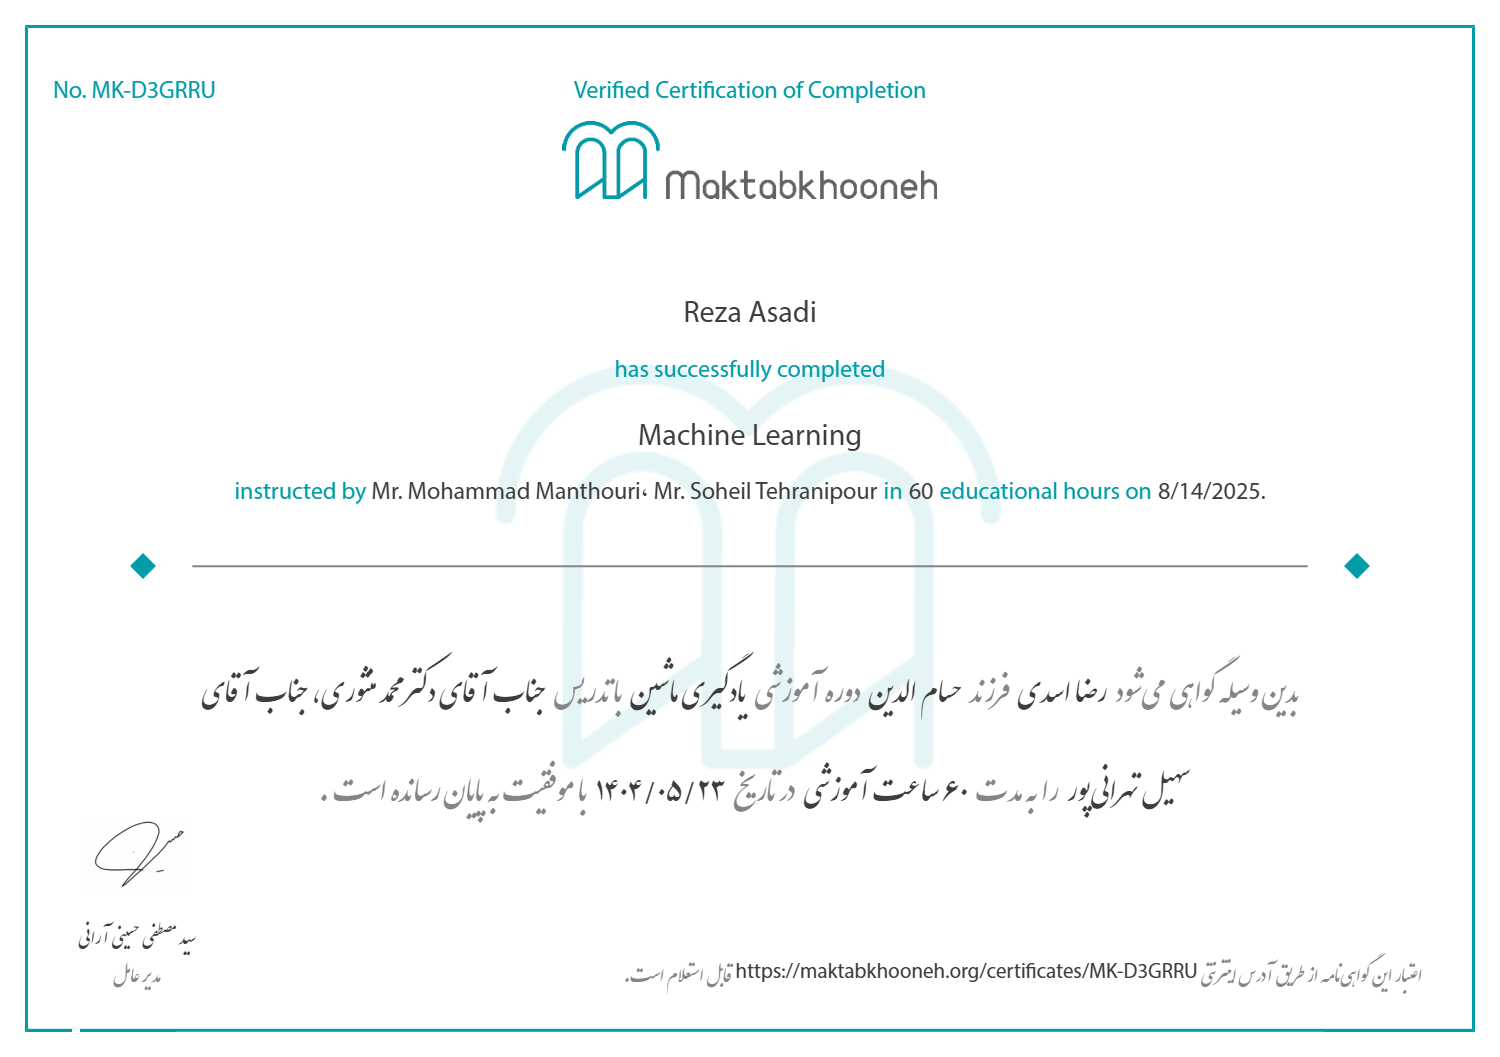 No. MK-D3GRRU
Verified Certification of Completion
Maktabkhooneh
Reza Asadi
has successfully completed
Machine Learning
instructed by Mr. Mohammad Manthouri، Mr. Soheil Tehranipour in 60 educational hours on 8/14/2025.
بدین وسیله گواهی می‌شود رضا اسدی فرزند حسام الدین دوره آموزشی یادگیری ماشین با تدریس جناب آقای دکتر محمد منثوری، جناب آقای
سهیل تهرانی‌پور را به مدت ۶۰ ساعت آموزشی در تاریخ ۱۴۰۴/۰۵/۲۳ با موفقیت به پایان رسانده است .
سید مصطفی حسینی آرانی
مدیر عامل
اعتبار این گواهی‌نامه از طریق آدرس اینترنتی https://maktabkhooneh.org/certificates/MK-D3GRRU قابل استعلام است.